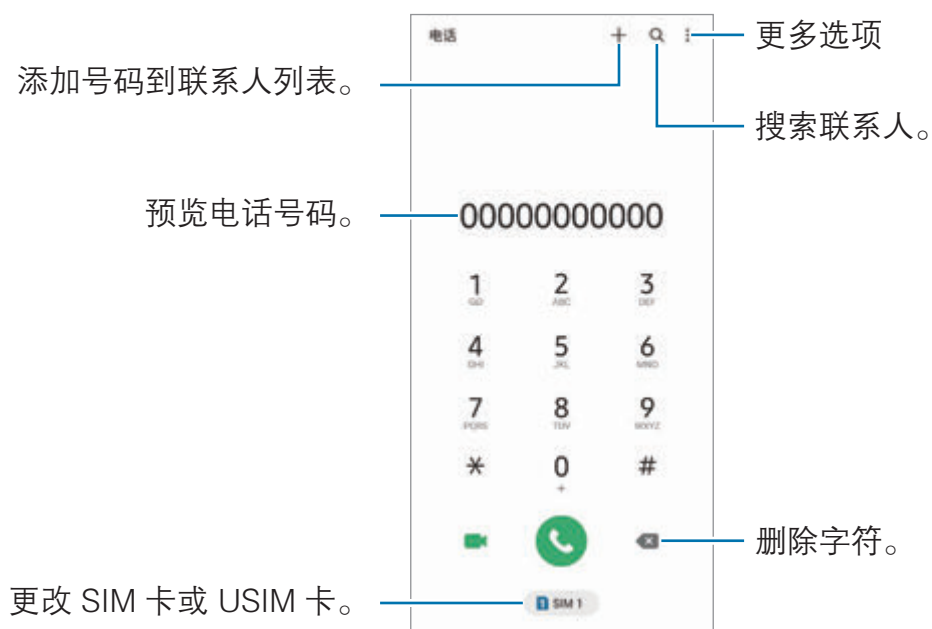 电话
更多选项
添加号码到联系人列表。
搜索联系人。
预览电话号码。
00000000000
1 2 3
ABC DEF
4 5 6
GHI JKL MNO
7 8 9
PQRS TUV WXYZ
* 0 #
+
删除字符。
更改 SIM 卡或 USIM 卡。
1 SIM 1